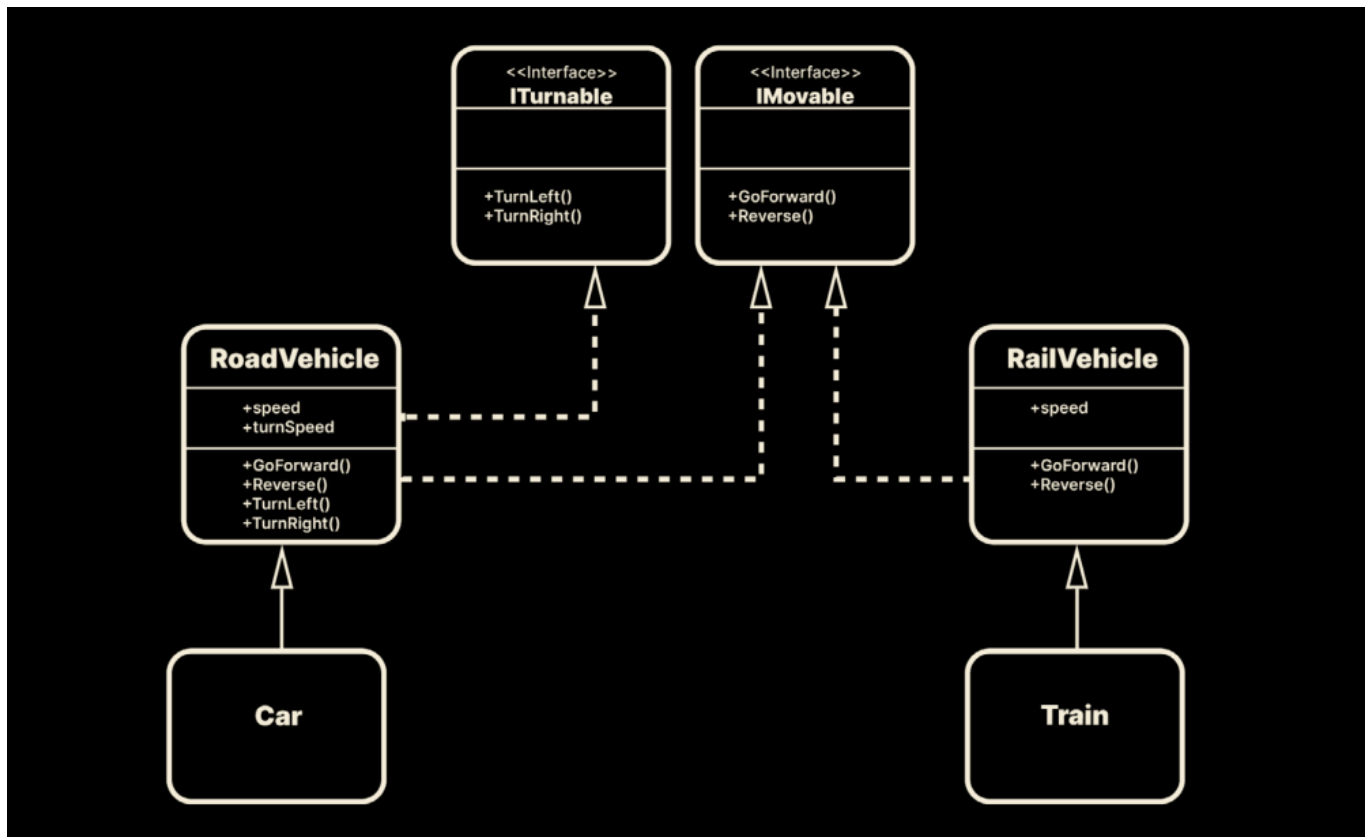 <<Interface>>
ITurnable
+TurnLeft()
+TurnRight()
<<Interface>>
IMovable
+GoForward()
+Reverse()
RoadVehicle
+speed
+turnSpeed
+GoForward()
+Reverse()
+TurnLeft()
+TurnRight()
RailVehicle
+speed
+GoForward()
+Reverse()
Car
Train